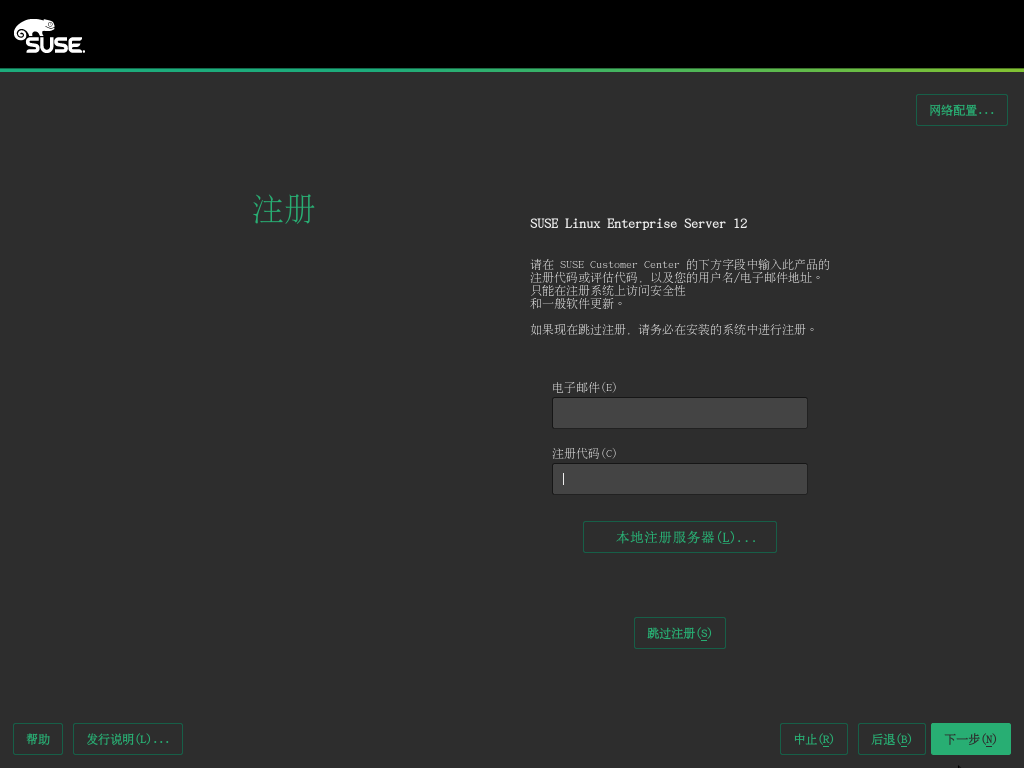 SUSE.
网络配置...
注册
SUSE Linux Enterprise Server 12
请在 SUSE Customer Center 的下方字段中输入此产品的
注册代码或评估代码，以及您的用户名/电子邮件地址。
只能在注册系统上访问安全性
和一般软件更新。
如果现在跳过注册，请务必在安装的系统中进行注册。
电子邮件(E)
注册代码(C)
本地注册服务器(L)...
跳过注册(S)
帮助 发行说明(L)... 中止(R) 后退(B) 下一步(N)